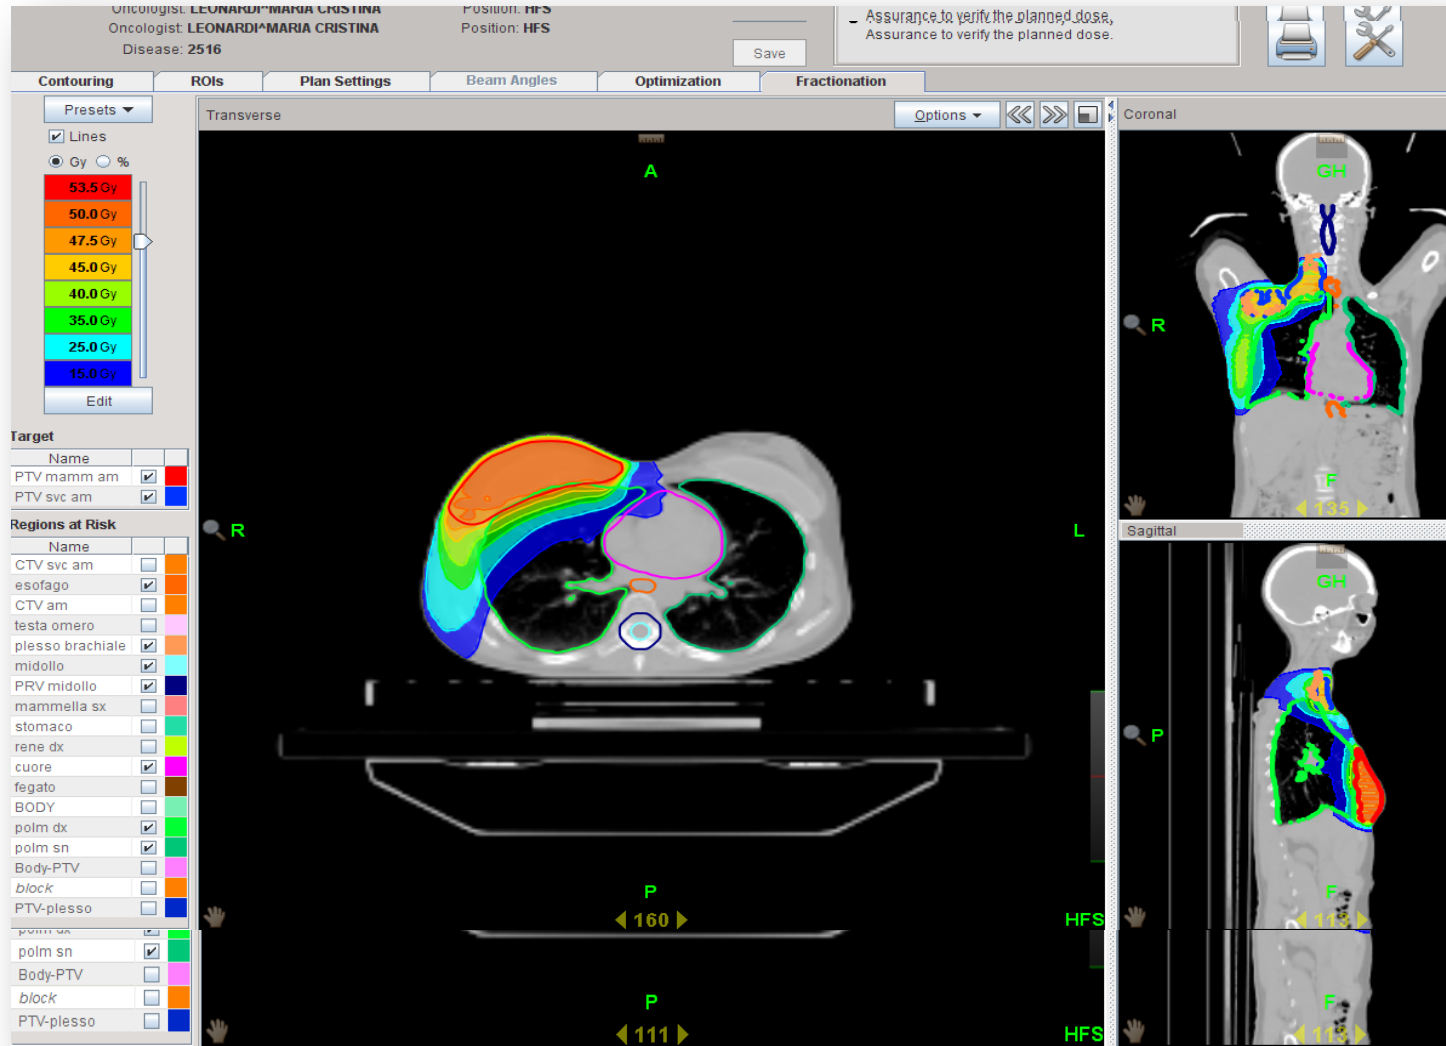 Oncologist: LEONARDI^MARIA CRISTINA
Position: HFS
Oncologist: LEONARDI^MARIA CRISTINA
Position: HFS
Disease: 2516
Assurance to verify the planned dose,
Assurance to verify the planned dose.
Save
Contouring
ROIs
Plan Settings
Beam Angles
Optimization
Fractionation
Presets
Lines
Gy
%
53.5 Gy
50.0 Gy
47.5 Gy
45.0 Gy
40.0 Gy
35.0 Gy
25.0 Gy
15.0 Gy
Edit
Target
Name
PTV mamm am
PTV svc am
Regions at Risk
Name
CTV svc am
esofago
CTV am
testa omero
plesso brachiale
midollo
PRV midollo
mammella sx
stomaco
rene dx
cuore
fegato
BODY
polm dx
polm sn
Body-PTV
block
PTV-plesso
polm dx
polm sn
Body-PTV
block
PTV-plesso
Transverse
Options
A
R
L
P
160
HFS
P
111
HFS
Coronal
GH
R
F
135
Sagittal
GH
P
F
113
F
113